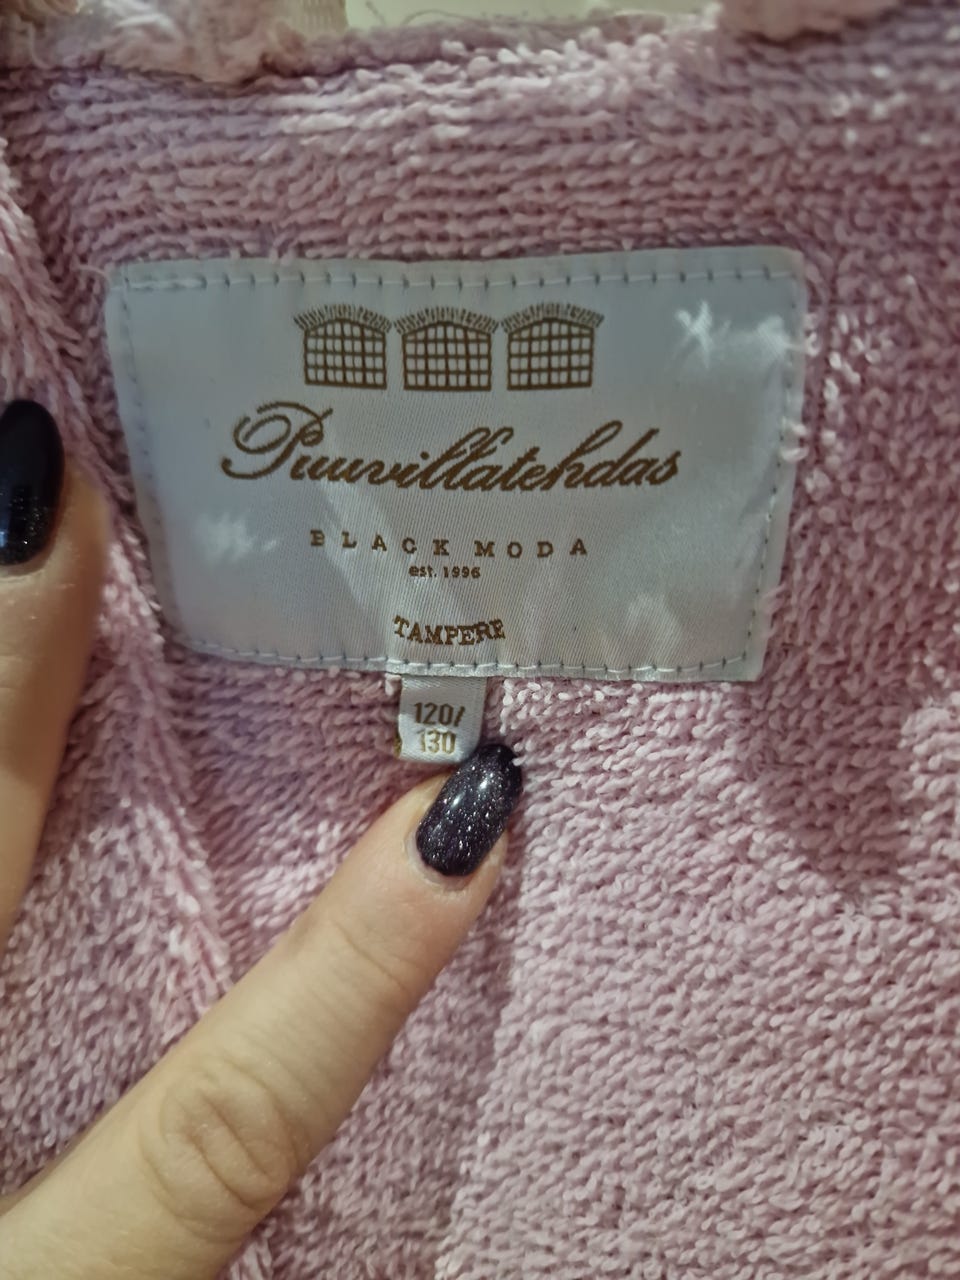 Puuvillatehdas
BLACK MODA
est. 1996
TAMPERE
120/
130